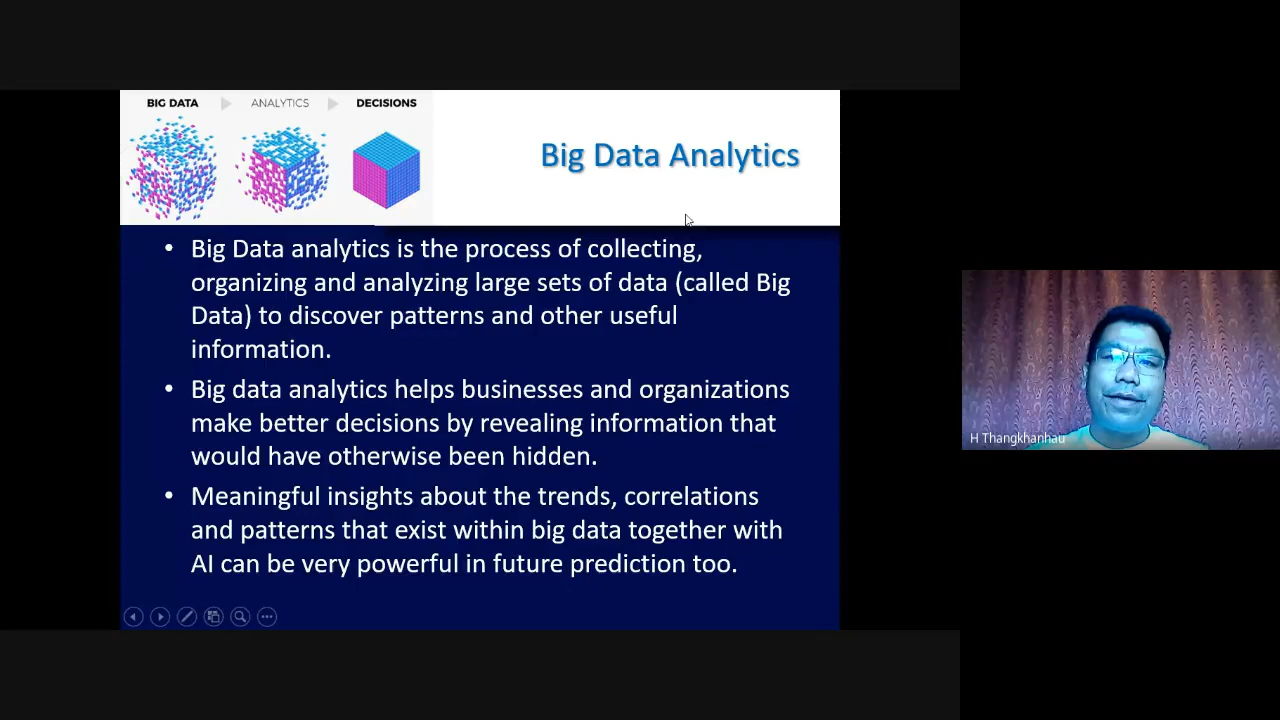 BIG DATA ANALYTICS DECISIONS
Big Data Analytics
• Big Data analytics is the process of collecting,
organizing and analyzing large sets of data (called Big
Data) to discover patterns and other useful
information.
• Big data analytics helps businesses and organizations
make better decisions by revealing information that
would have otherwise been hidden.
• Meaningful insights about the trends, correlations
and patterns that exist within big data together with
AI can be very powerful in future prediction too.
H Thangkhanhau